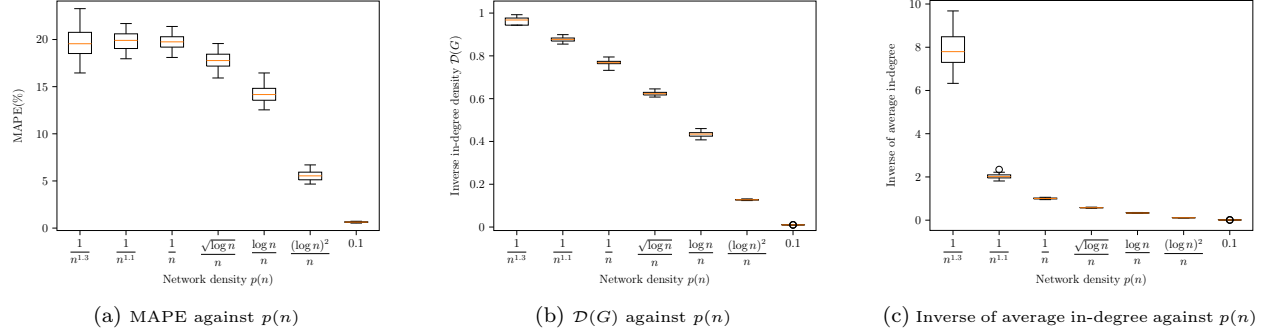 MAPE(%)
20
15
10
5
0
1/n^1.3 1/n^1.1 1/n √log n/n log n/n (log n)^2/n 0.1
Network density p(n)
(a) MAPE against p(n)
Inverse in-degree density D(G)
1
0.8
0.6
0.4
0.2
0
1/n^1.3 1/n^1.1 1/n √log n/n log n/n (log n)^2/n 0.1
Network density p(n)
(b) D(G) against p(n)
Inverse of average in-degree
10
8
6
4
2
0
1/n^1.3 1/n^1.1 1/n √log n/n log n/n (log n)^2/n 0.1
Network density p(n)
(c) Inverse of average in-degree against p(n)